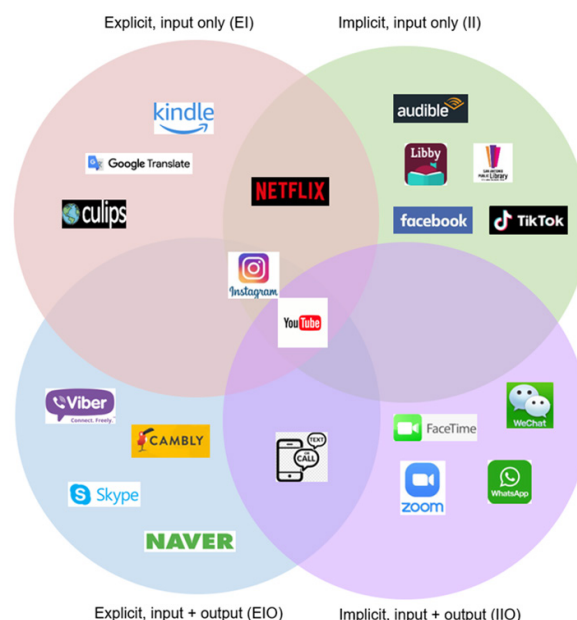 Explicit, input only (EI)
Implicit, input only (II)
kindle
audible
Google Translate
Libby
NETFLIX
culips
facebook
TikTok
Instagram
YouTube
Viber
Connect. Freely.
CAMBLY
TEXT
OR
CALL
FaceTime
WeChat
Skype
zoom
WhatsApp
NAVER
Explicit, input + output (EIO)
Implicit, input + output (IIO)